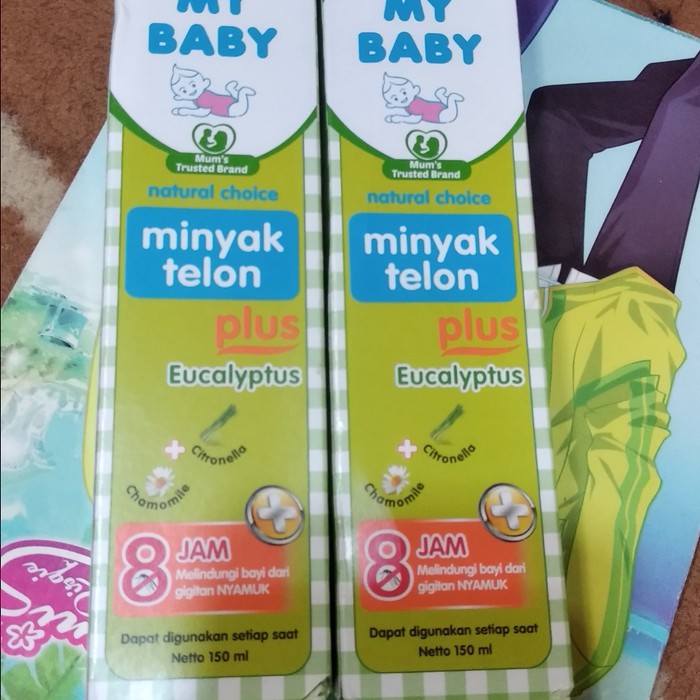 MY
BABY
Mum's
Trusted Brand
natural choice
minyak
telon
plus
Eucalyptus
Citronella
Chamomile
8 JAM
Melindungi bayi dari
gigitan NYAMUK
Dapat digunakan setiap saat
Netto 150 ml
MY
BABY
Mum's
Trusted Brand
natural choice
minyak
telon
plus
Eucalyptus
Citronella
Chamomile
8 JAM
Melindungi bayi dari
gigitan NYAMUK
Dapat digunakan setiap saat
Netto 150 ml